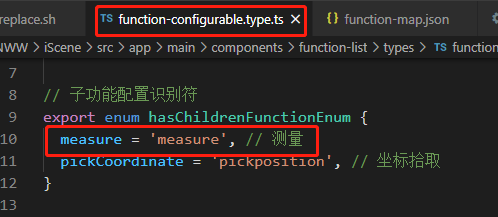 replace.sh
TS function-configurable.type.ts ×
function-map.json
NWW > iScene > src > app > main > components > function-list > types > TS function
7
8 // 子功能配置识别符
9 export enum hasChildrenFunctionEnum {
10 measure = 'measure', // 测量
11 pickCoordinate = 'pickposition', // 坐标拾取
12 }
13